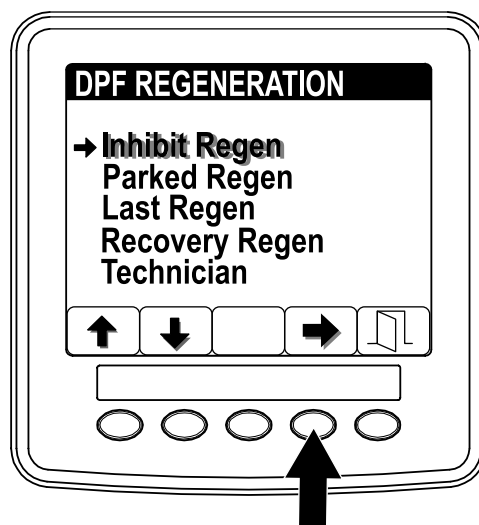 DPF REGENERATION
Inhibit Regen
Parked Regen
Last Regen
Recovery Regen
Technician